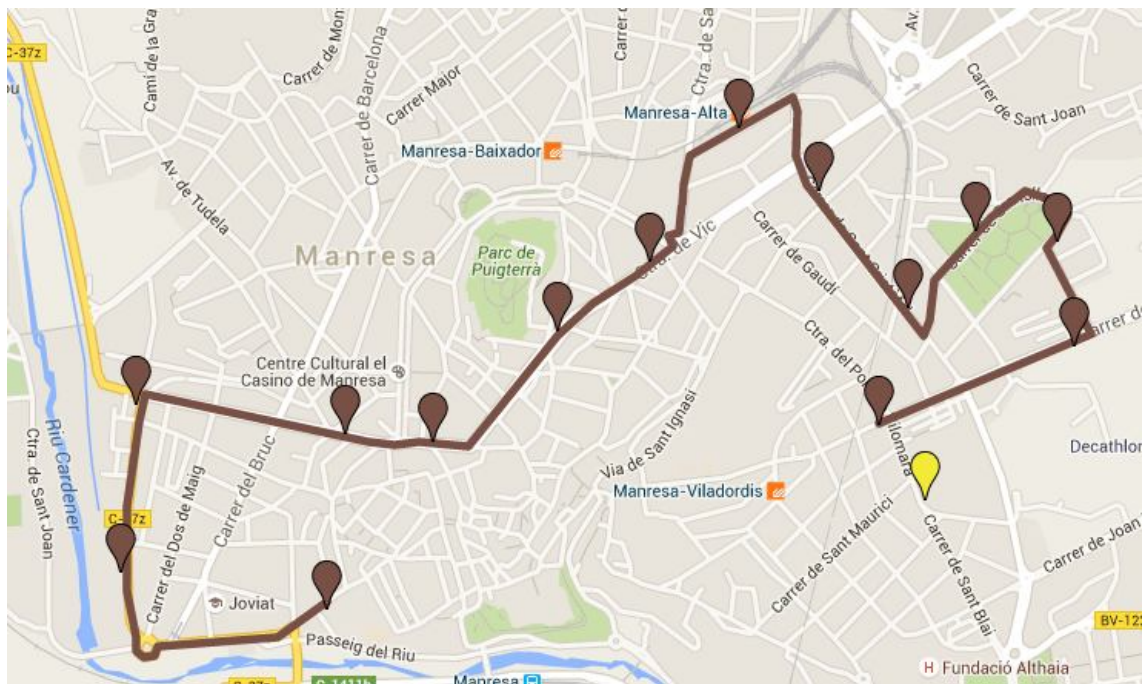 C-37z
Camí de la Gra
Carrer de Mon
Carrer de Barcelona
Carrer Major
Ctra. de Sa
Av.
Manresa-Alta
Carrer de San Joan
Manresa-Baixador
Av. de Tudela
Manresa
Parc de
Puigterrà
Ctra. de Vic
Carrer de Gaudí
Ctra. del Po
ilomara
Carrer de
Centre Cultural el
Casino de Manresa
Riu Cardener
Ctra. de Sant Joan
Carrer del Dos de Maig
Carrer del Bruc
Via de Sant Ignasi
Manresa-Viladordis
Decathlon
Carrer de Sant Maurici
Carrer de Sant Blai
Carrer de Joan
Joviat
Passeig del Riu
BV-122
H Fundació Althaia
Manresa
C-1411b